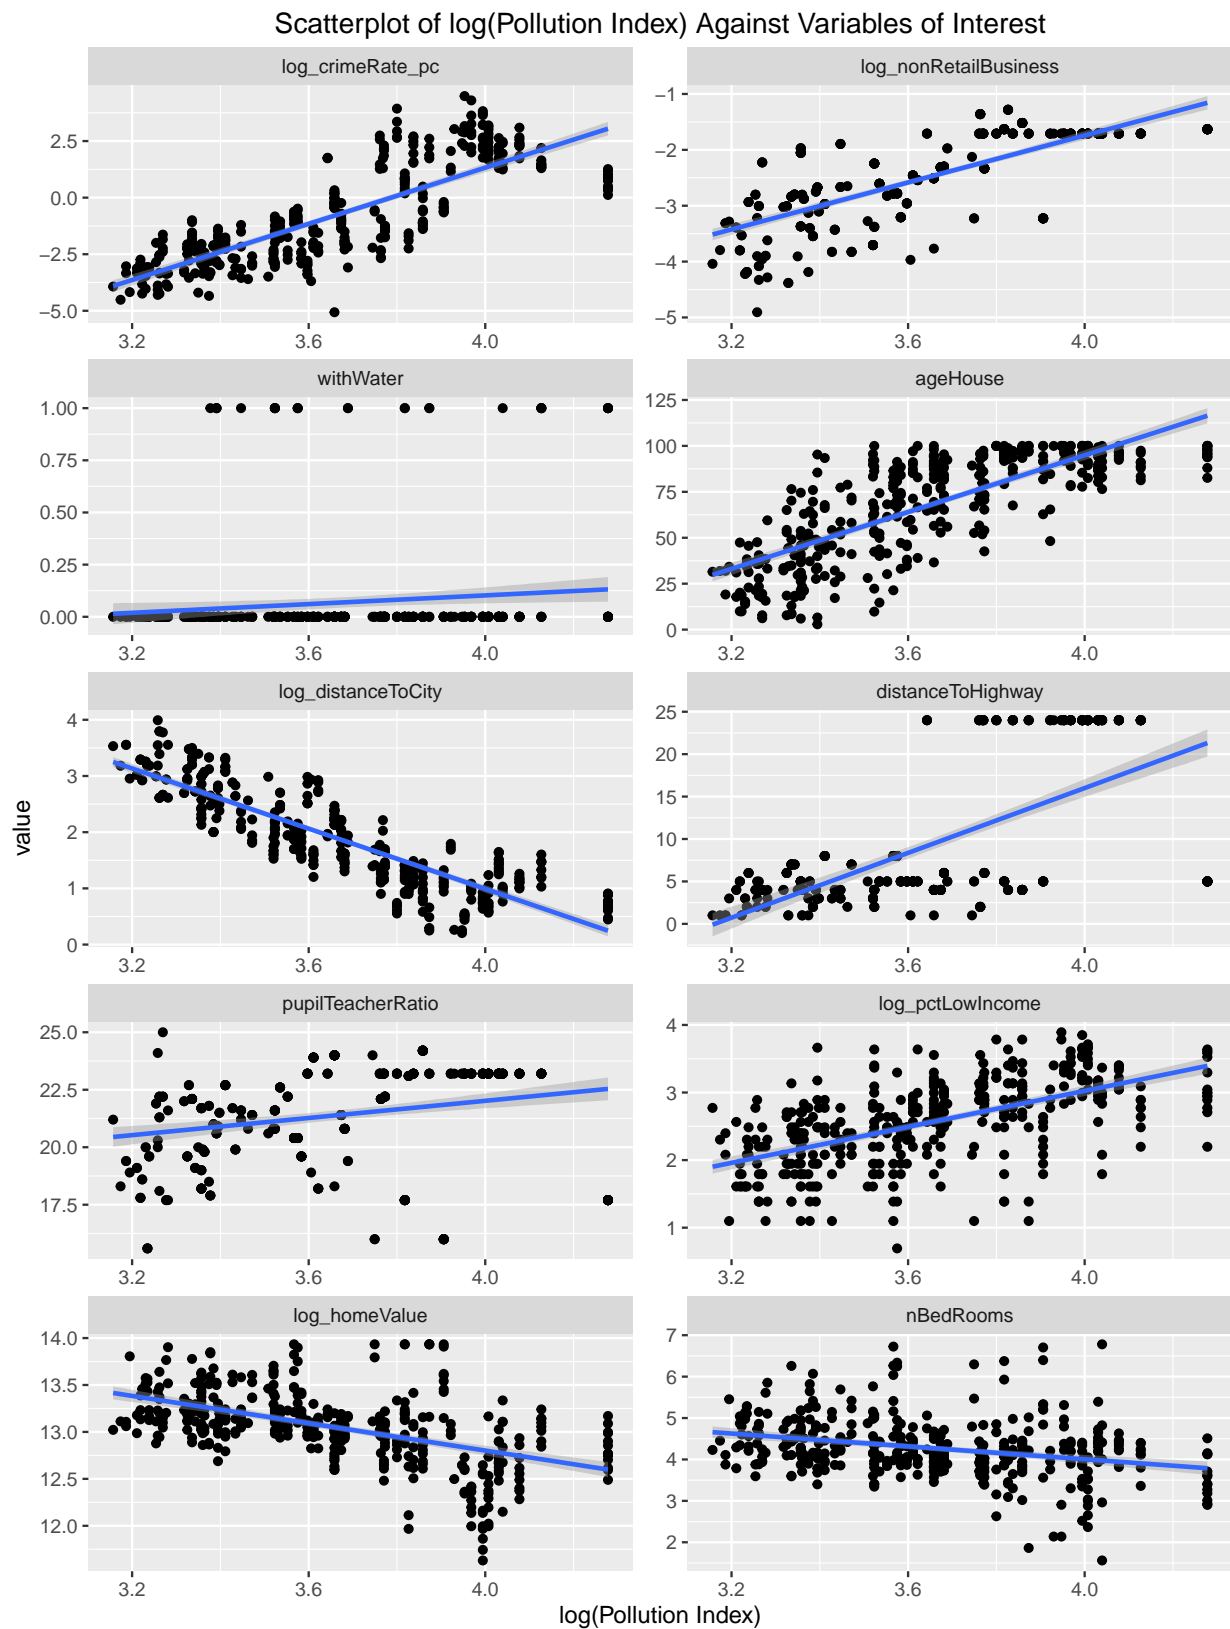 Scatterplot of log(Pollution Index) Against Variables of Interest
log_crimeRate_pc
log_nonRetailBusiness
2.5
0.0
−2.5
−5.0
3.2 3.6 4.0
−1
−2
−3
−4
−5
3.2 3.6 4.0
withWater
ageHouse
1.00
0.75
0.50
0.25
0.00
3.2 3.6 4.0
125
100
75
50
25
0
3.2 3.6 4.0
log_distanceToCity
distanceToHighway
4
3
2
1
0
3.2 3.6 4.0
25
20
15
10
5
0
3.2 3.6 4.0
value
pupilTeacherRatio
log_pctLowIncome
25.0
22.5
20.0
17.5
3.2 3.6 4.0
4
3
2
1
3.2 3.6 4.0
log_homeValue
nBedRooms
14.0
13.5
13.0
12.5
12.0
3.2 3.6 4.0
7
6
5
4
3
2
3.2 3.6 4.0
log(Pollution Index)